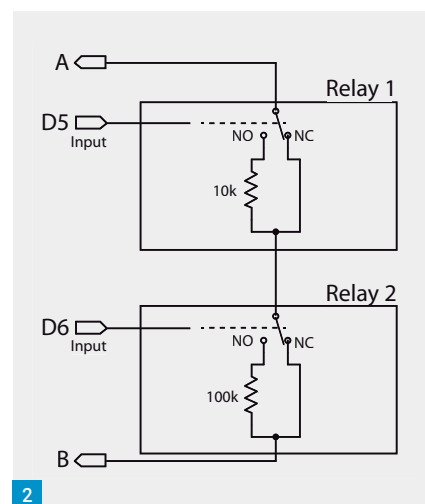 A
Relay 1
D5
Input
NO NC
10k
Relay 2
D6
Input
NO NC
100k
B
2